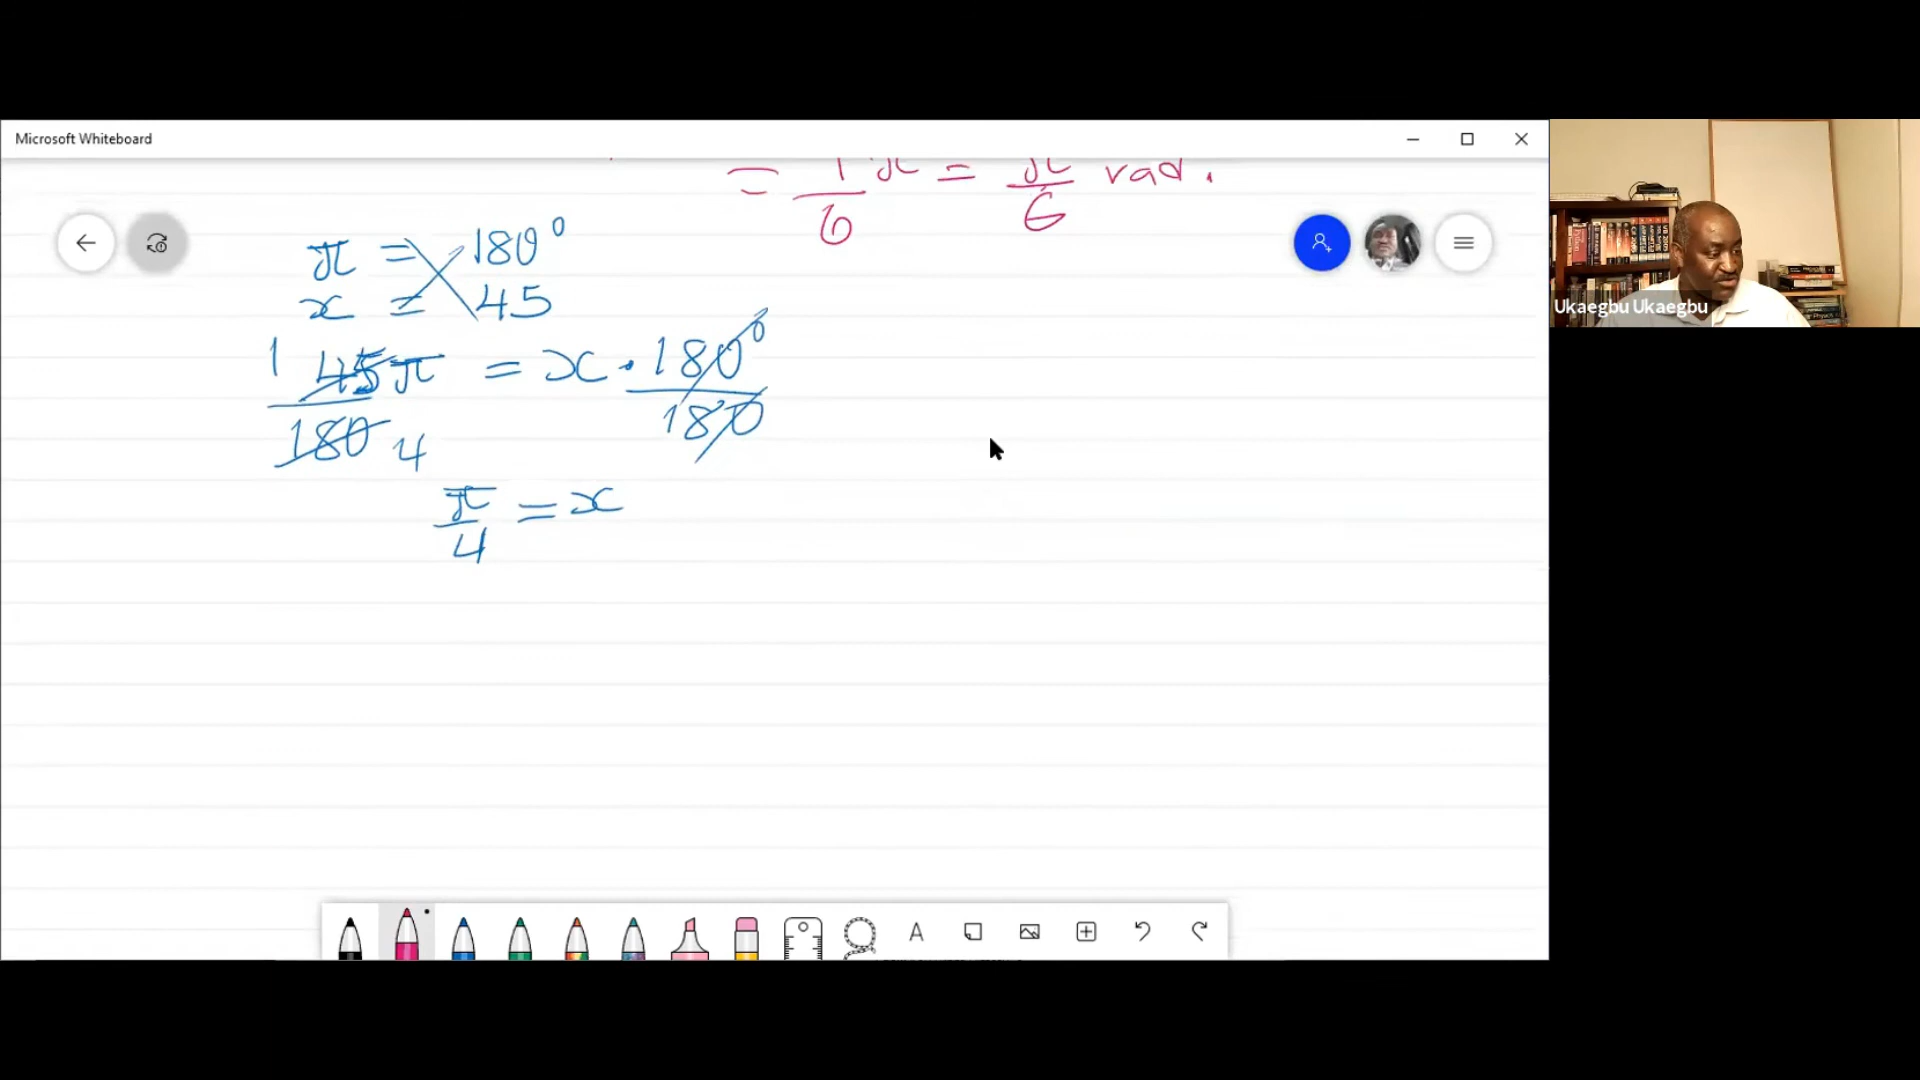 Microsoft Whiteboard
= 1/6 π = π/6 rad.
π = 180°
x = 45
1 45π/180 4 = x · 180°/180
π/4 = x
Ukaegbu Ukaegbu
A